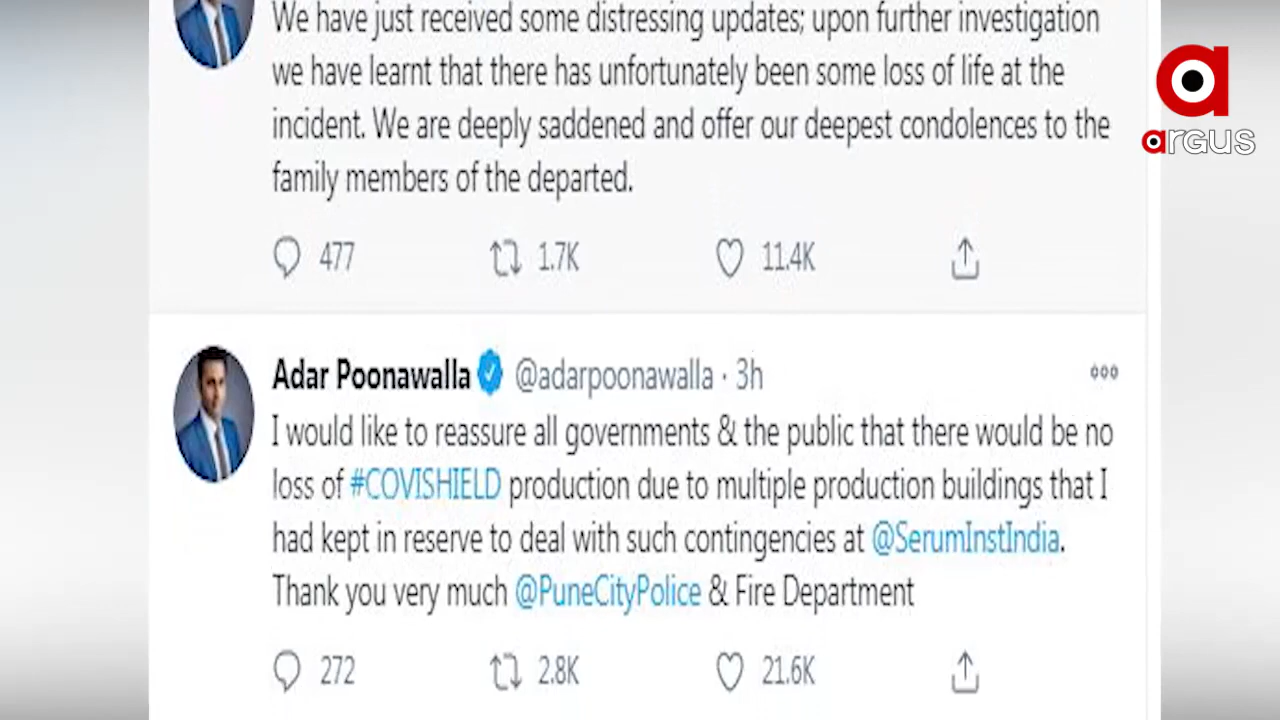 We have just received some distressing updates; upon further investigation
we have learnt that there has unfortunately been some loss of life at the
incident. We are deeply saddened and offer our deepest condolences to the
family members of the departed.
477 1.7K 11.4K
Adar Poonawalla @adarpoonawalla · 3h
I would like to reassure all governments & the public that there would be no
loss of #COVISHIELD production due to multiple production buildings that I
had kept in reserve to deal with such contingencies at @SerumInstIndia.
Thank you very much @PuneCityPolice & Fire Department
272 2.8K 21.6K
a
argus